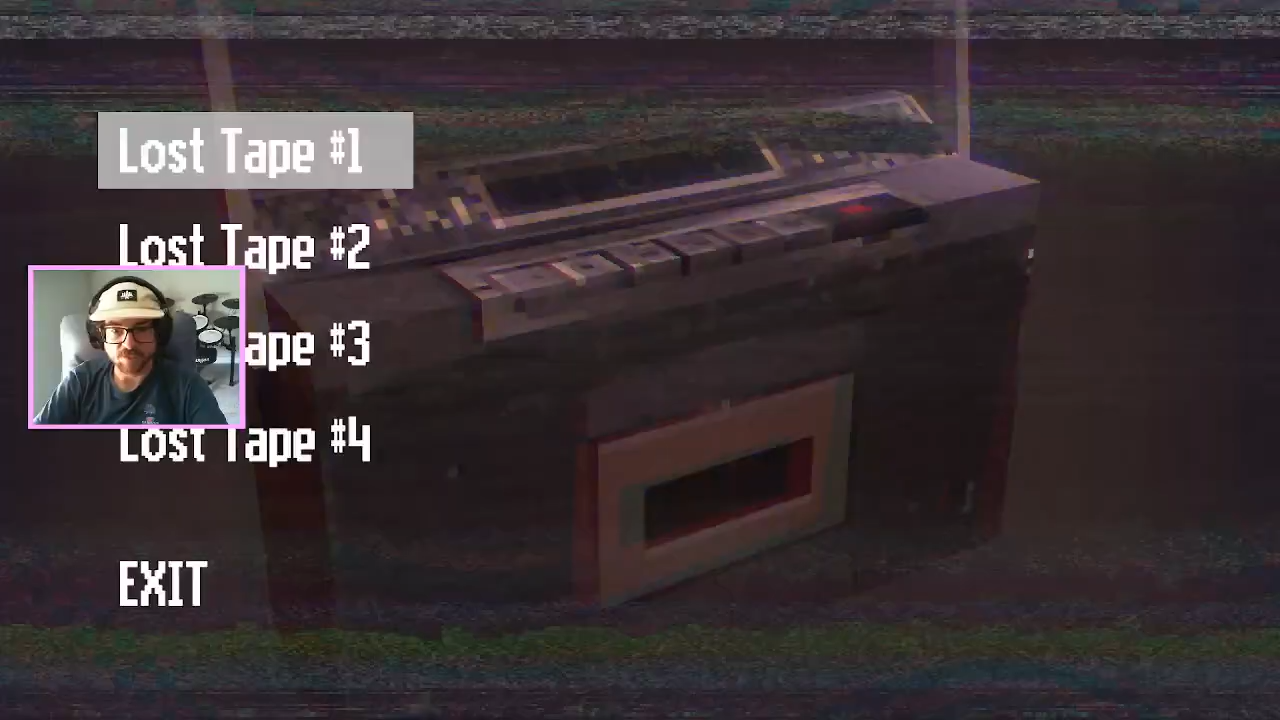 Lost Tape #1
Lost Tape #2
ape #3
Lost Tape #4
EXIT